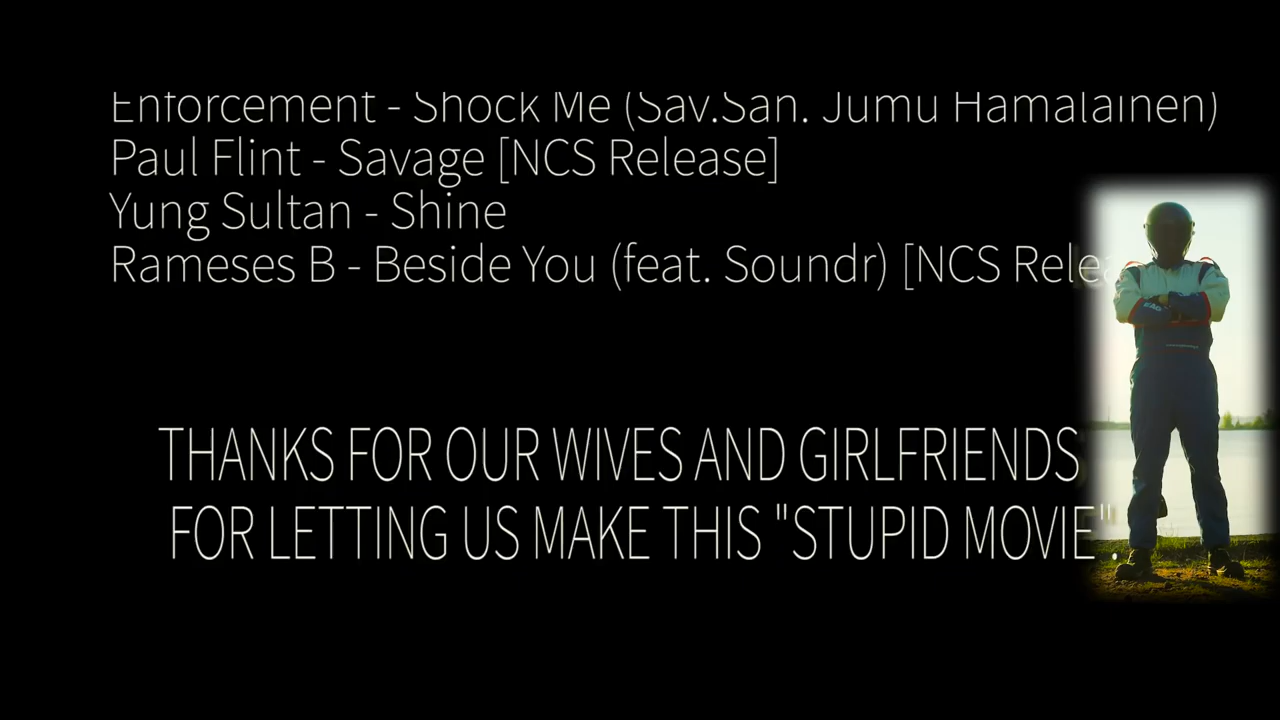 Enforcement - Shock Me (Sav.San. Jumu Hamalainen)
Paul Flint - Savage [NCS Release]
Yung Sultan - Shine
Rameses B - Beside You (feat. Soundr) [NCS Relea
THANKS FOR OUR WIVES AND GIRLFRIENDS
FOR LETTING US MAKE THIS "STUPID MOVIE".